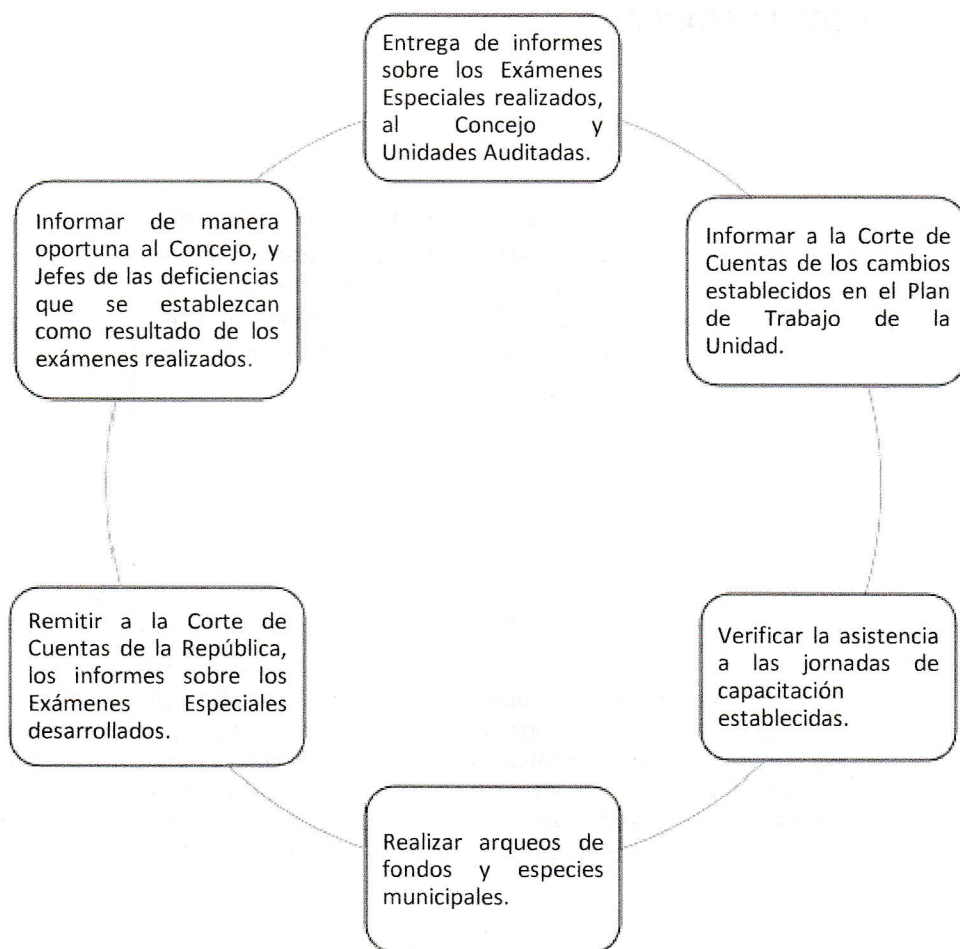 Entrega de informes
sobre los Exámenes
Especiales realizados,
al Concejo y
Unidades Auditadas.
Informar a la Corte de
Cuentas de los cambios
establecidos en el Plan
de Trabajo de la
Unidad.
Verificar la asistencia
a las jornadas de
capacitación
establecidas.
Realizar arqueos de
fondos y especies
municipales.
Remitir a la Corte de
Cuentas de la República,
los informes sobre los
Exámenes Especiales
desarrollados.
Informar de manera
oportuna al Concejo, y
Jefes de las deficiencias
que se establezcan
como resultado de los
exámenes realizados.